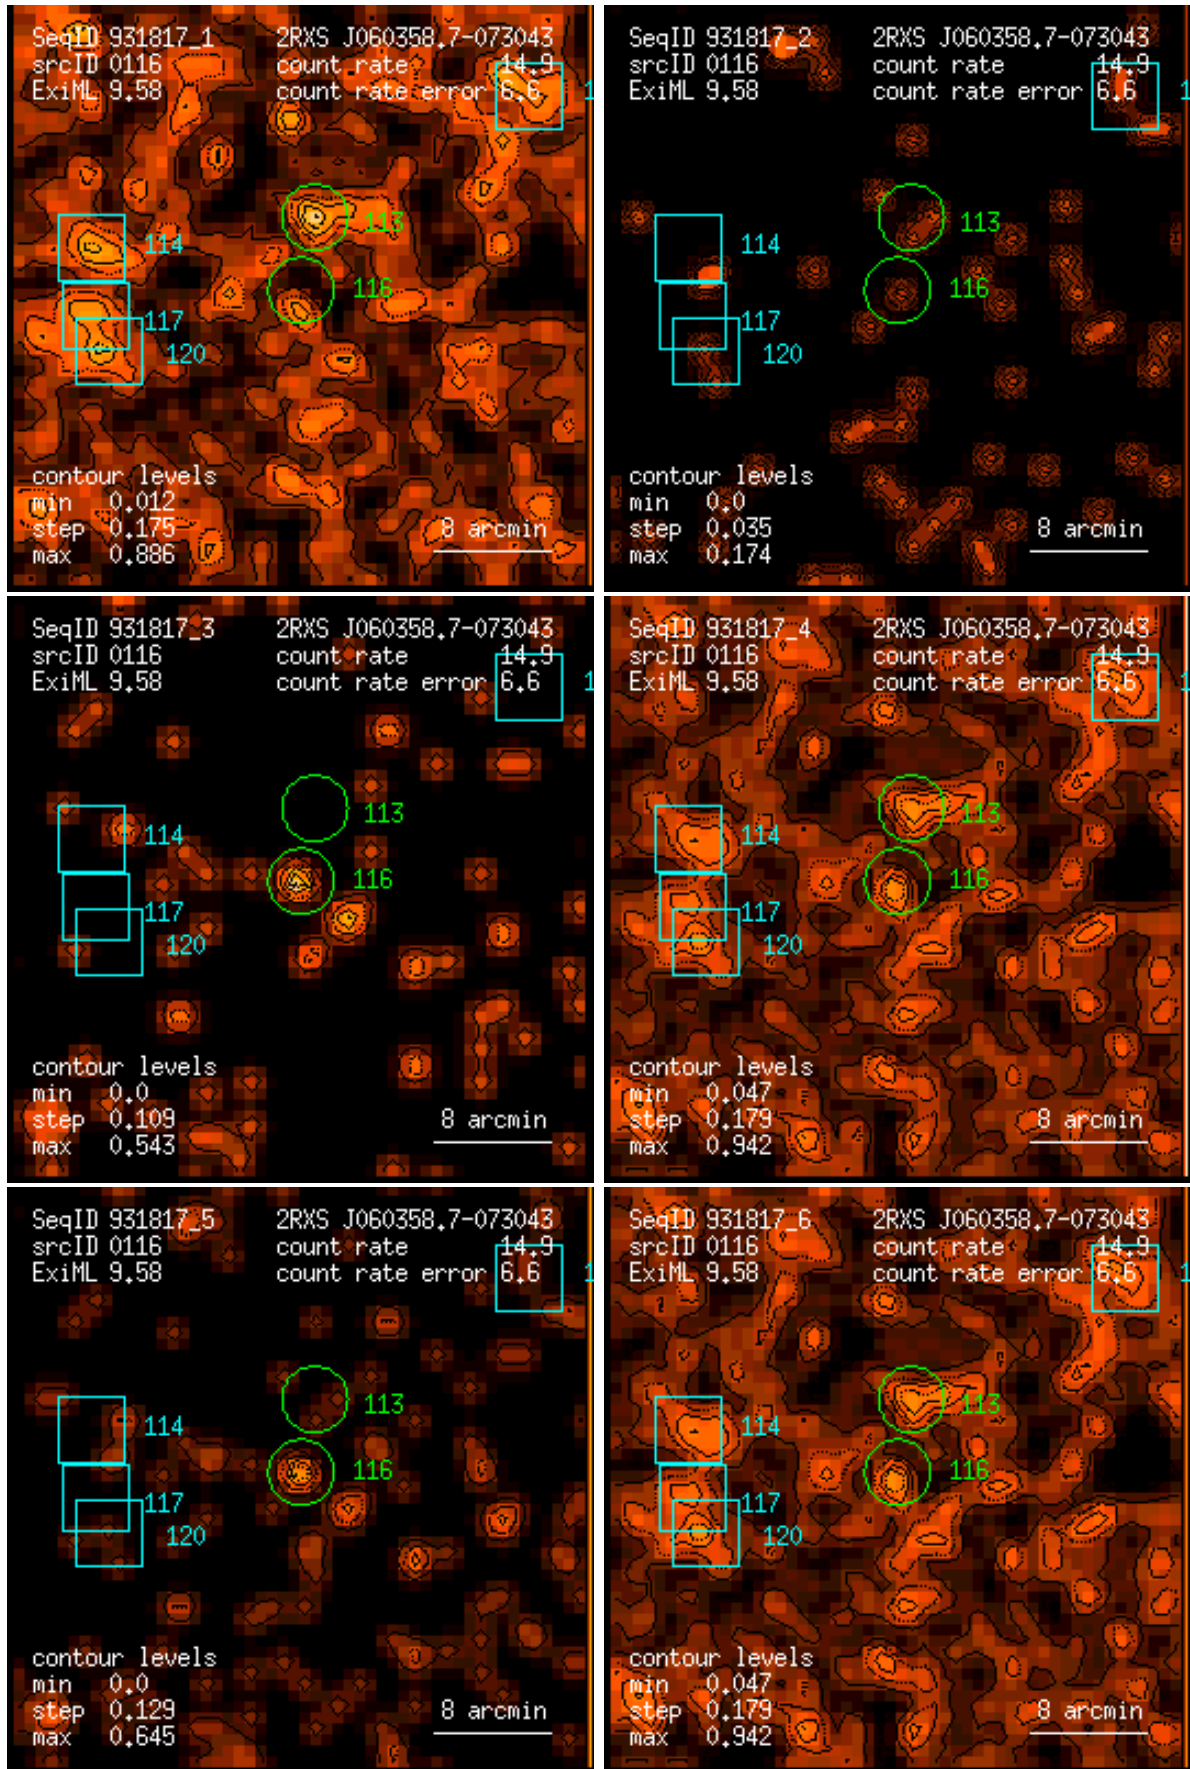 SeqID 931817_1 2RXS J060358.7-073043
srcID 0116 count rate 14.9
ExiML 9.58 count rate error 6.6
1
113
114
116
117
120
contour levels
min 0.012
step 0.175
max 0.886
8 arcmin
SeqID 931817_2 2RXS J060358.7-073043
srcID 0116 count rate 14.9
ExiML 9.58 count rate error 6.6
1
113
114
116
117
120
contour levels
min 0.0
step 0.035
max 0.174
8 arcmin
SeqID 931817_3 2RXS J060358.7-073043
srcID 0116 count rate 14.9
ExiML 9.58 count rate error 6.6
1
113
114
116
117
120
contour levels
min 0.0
step 0.109
max 0.543
8 arcmin
SeqID 931817_4 2RXS J060358.7-073043
srcID 0116 count rate 14.9
ExiML 9.58 count rate error 6.6
1
113
114
116
117
120
contour levels
min 0.047
step 0.179
max 0.942
8 arcmin
SeqID 931817_5 2RXS J060358.7-073043
srcID 0116 count rate 14.9
ExiML 9.58 count rate error 6.6
1
113
114
116
117
120
contour levels
min 0.0
step 0.129
max 0.645
8 arcmin
SeqID 931817_6 2RXS J060358.7-073043
srcID 0116 count rate 14.9
ExiML 9.58 count rate error 6.6
1
113
114
116
117
120
contour levels
min 0.047
step 0.179
max 0.942
8 arcmin